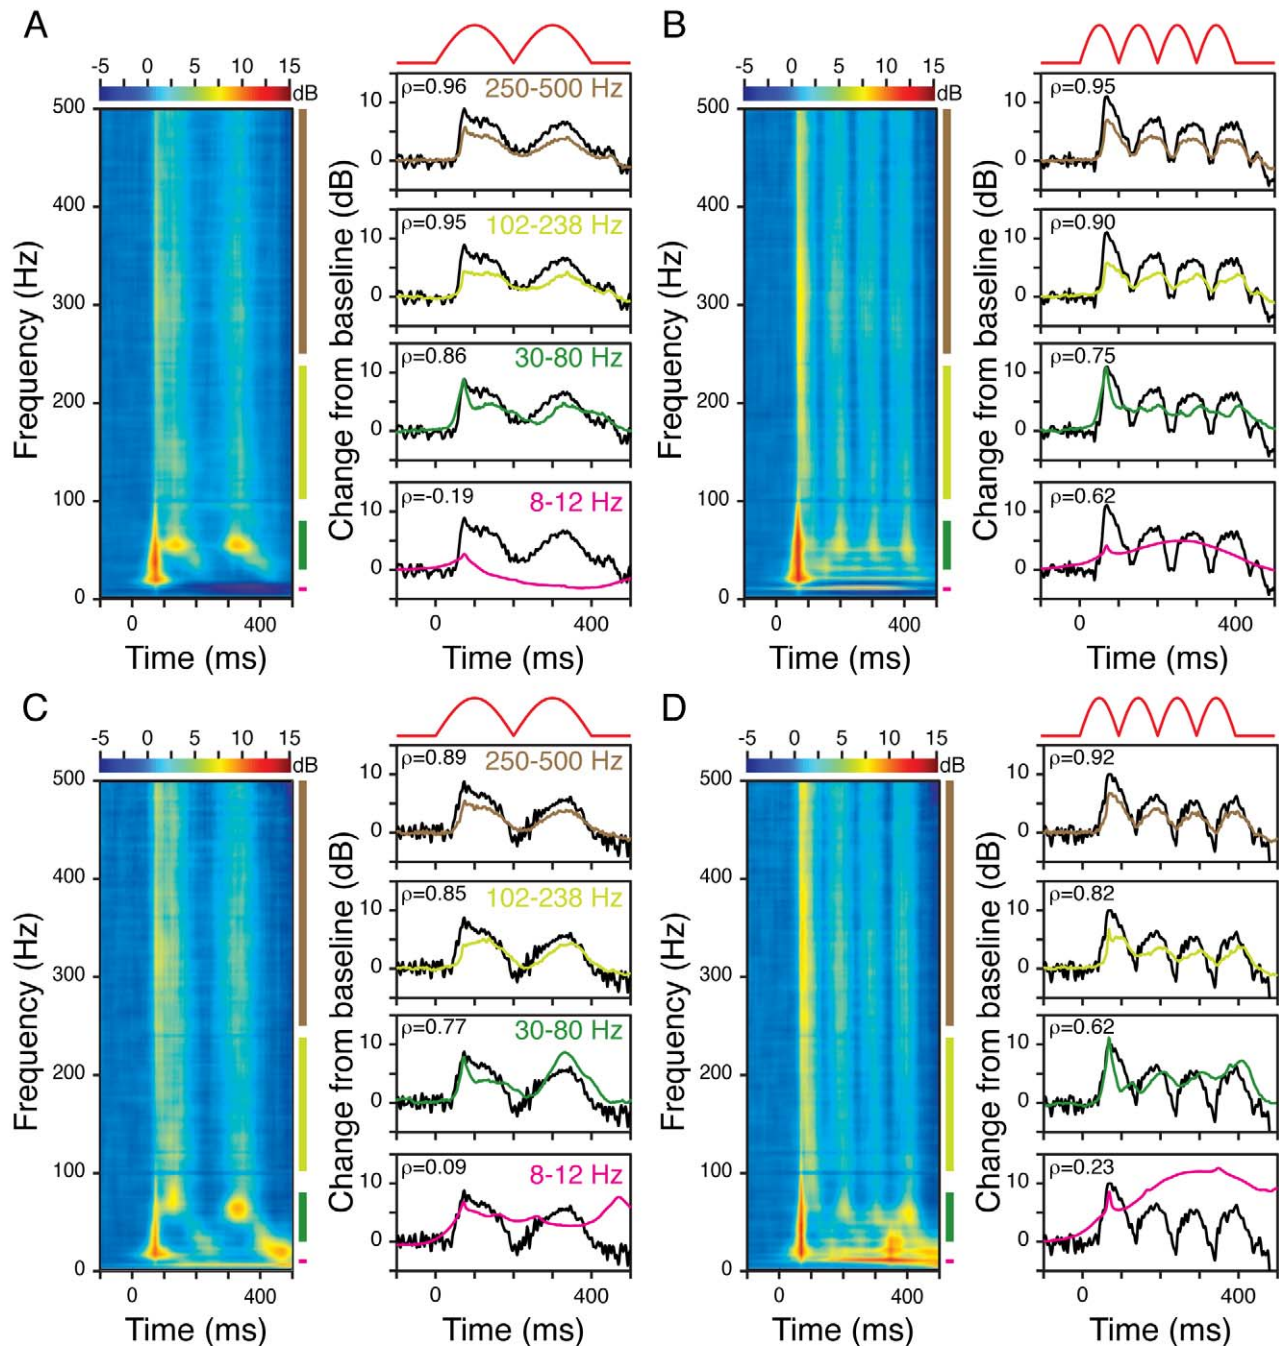 A
-5 0 5 10 15
dB
500
400
300
200
100
0
Frequency (Hz)
0 400
Time (ms)
Change from baseline (dB)
ρ=0.96 250-500 Hz
10
0
ρ=0.95 102-238 Hz
10
0
ρ=0.86 30-80 Hz
10
0
ρ=-0.19 8-12 Hz
10
0
0 400
Time (ms)
B
-5 0 5 10 15
dB
500
400
300
200
100
0
Frequency (Hz)
0 400
Time (ms)
Change from baseline (dB)
ρ=0.95
10
0
ρ=0.90
10
0
ρ=0.75
10
0
ρ=0.62
10
0
0 400
Time (ms)
C
-5 0 5 10 15
dB
500
400
300
200
100
0
Frequency (Hz)
0 400
Time (ms)
Change from baseline (dB)
ρ=0.89 250-500 Hz
10
0
ρ=0.85 102-238 Hz
10
0
ρ=0.77 30-80 Hz
10
0
ρ=0.09 8-12 Hz
10
0
0 400
Time (ms)
D
-5 0 5 10 15
dB
500
400
300
200
100
0
Frequency (Hz)
0 400
Time (ms)
Change from baseline (dB)
ρ=0.92
10
0
ρ=0.82
10
0
ρ=0.62
10
0
ρ=0.23
10
0
0 400
Time (ms)